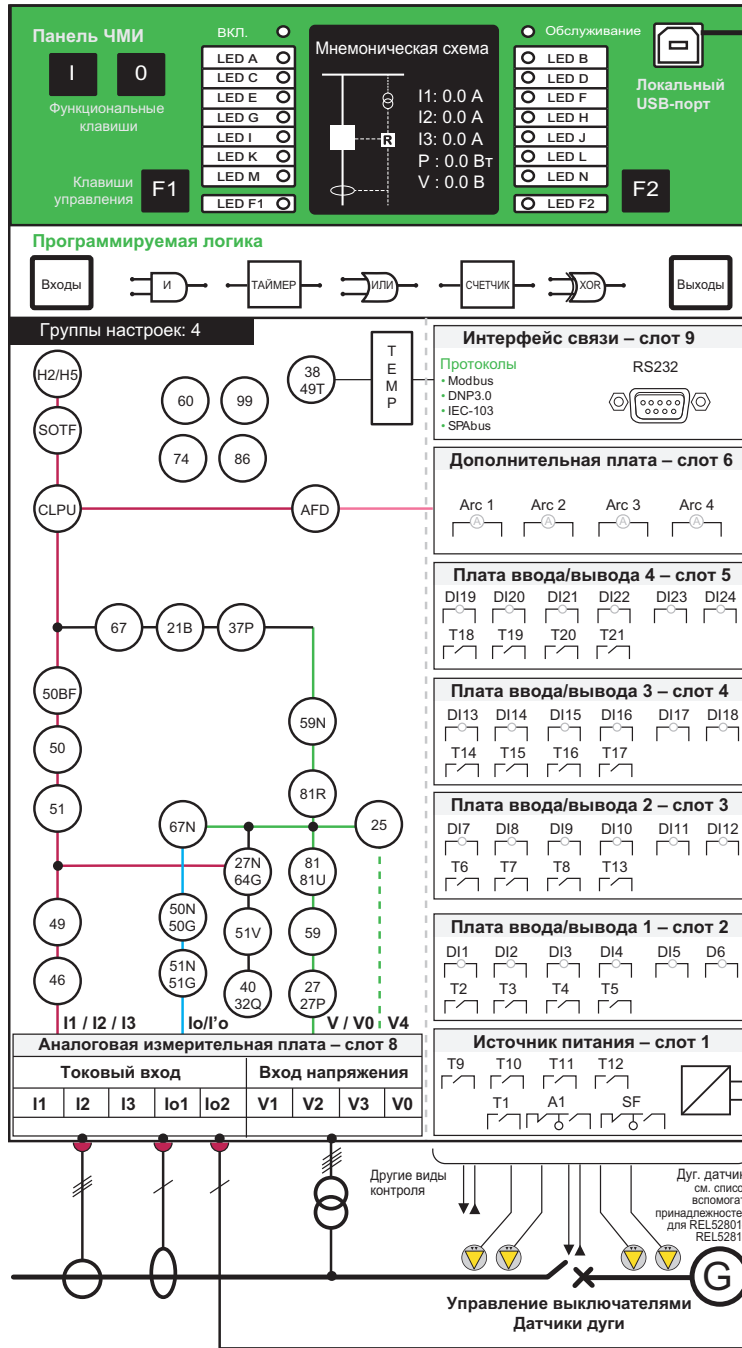 Панель ЧМИ
ВКЛ.
Обслуживание
I
0
Функциональные
клавиши
Клавиши
управления
F1
LED A
LED C
LED E
LED G
LED I
LED K
LED M
LED F1
Мнемоническая схема
R
I1: 0.0 A
I2: 0.0 A
I3: 0.0 A
P : 0.0 Вт
V : 0.0 В
LED B
LED D
LED F
LED H
LED J
LED L
LED N
LED F2
F2
Локальный
USB-порт
Программируемая логика
Входы
И
ТАЙМЕР
ИЛИ
СЧЕТЧИК
XOR
Выходы
Группы настроек: 4
H2/H5
SOTF
CLPU
60
99
74
86
38
49T
TEMP
AFD
67
21B
37P
50BF
50
51
49
46
59N
81R
67N
25
27N
64G
81
81U
50N
50G
51V
59
51N
51G
40
32Q
27
27P
I1 / I2 / I3
Io/I'o
V / V0
V4
Аналоговая измерительная плата – слот 8
Токовый вход
Вход напряжения
I1 I2 I3 Io1 Io2 V1 V2 V3 V0
Интерфейс связи – слот 9
Протоколы
• Modbus
• DNP3.0
• IEC-103
• SPAbus
RS232
Дополнительная плата – слот 6
Arc 1 Arc 2 Arc 3 Arc 4
A A A A
Плата ввода/вывода 4 – слот 5
DI19 DI20 DI21 DI22 DI23 DI24
T18 T19 T20 T21
Плата ввода/вывода 3 – слот 4
DI13 DI14 DI15 DI16 DI17 DI18
T14 T15 T16 T17
Плата ввода/вывода 2 – слот 3
DI7 DI8 DI9 DI10 DI11 DI12
T6 T7 T8 T13
Плата ввода/вывода 1 – слот 2
DI1 DI2 DI3 DI4 DI5 D6
T2 T3 T4 T5
Источник питания – слот 1
T9 T10 T11 T12
T1 A1 SF
Другие виды
контроля
Дуг.
см.
для REL52801
REL5281
G
Управление выключателями
Датчики дуги